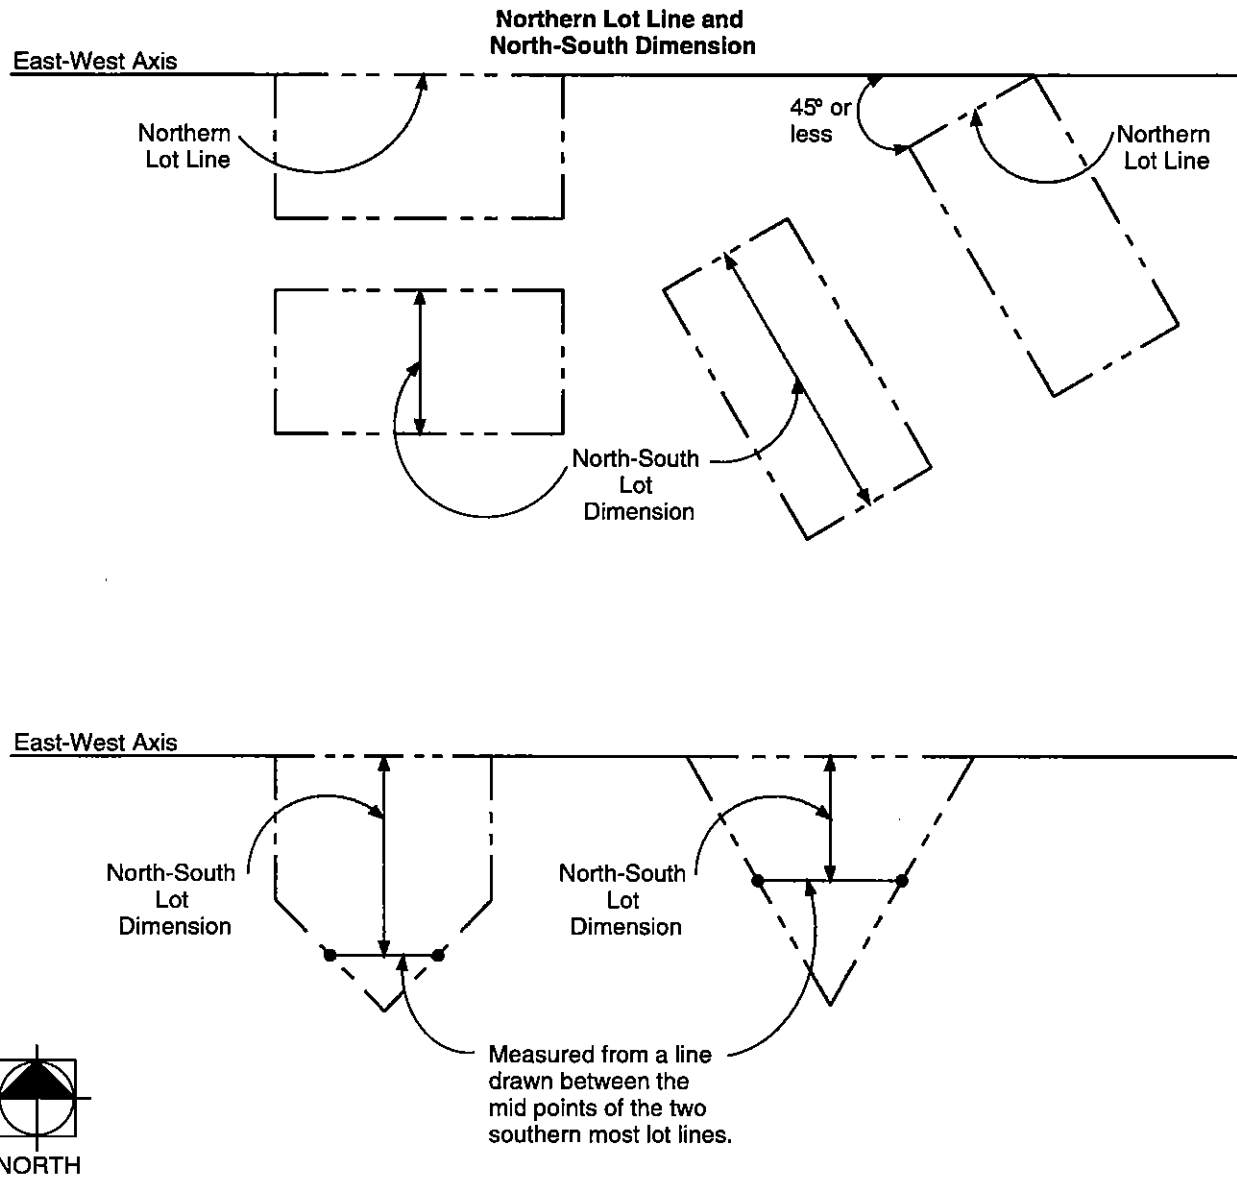 Northern Lot Line and
North-South Dimension
East-West Axis
Northern
Lot Line
45° or
less
Northern
Lot Line
North-South
Lot
Dimension
East-West Axis
North-South
Lot
Dimension
North-South
Lot
Dimension
Measured from a line
drawn between the
mid points of the two
southern most lot lines.
NORTH